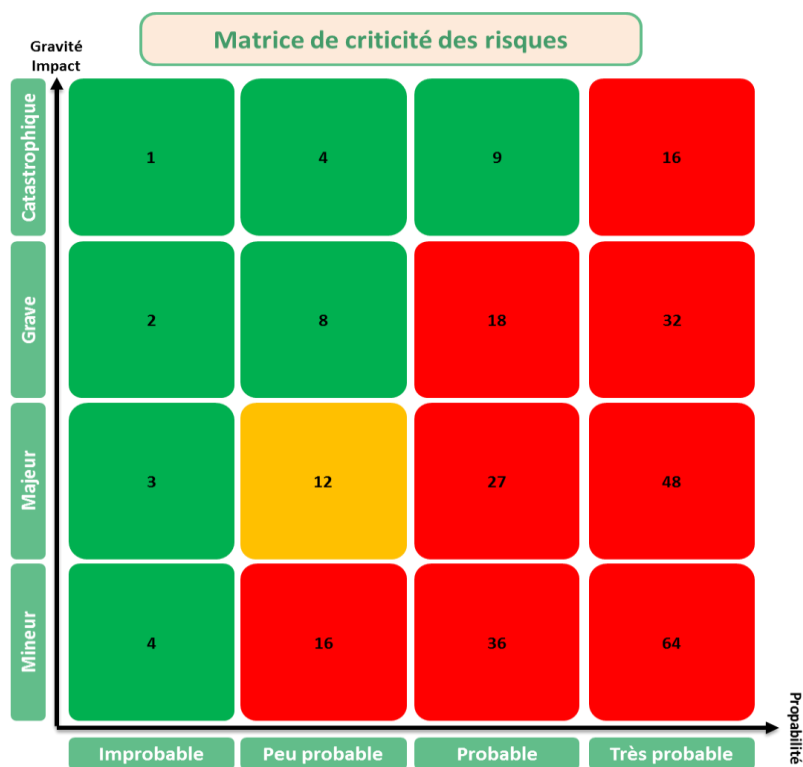 Matrice de criticité des risques
Gravité
Impact
Catastrophique
1
4
9
16
Grave
2
8
18
32
Majeur
3
12
27
48
Mineur
4
16
36
64
Propabilité
Improbable
Peu probable
Probable
Très probable